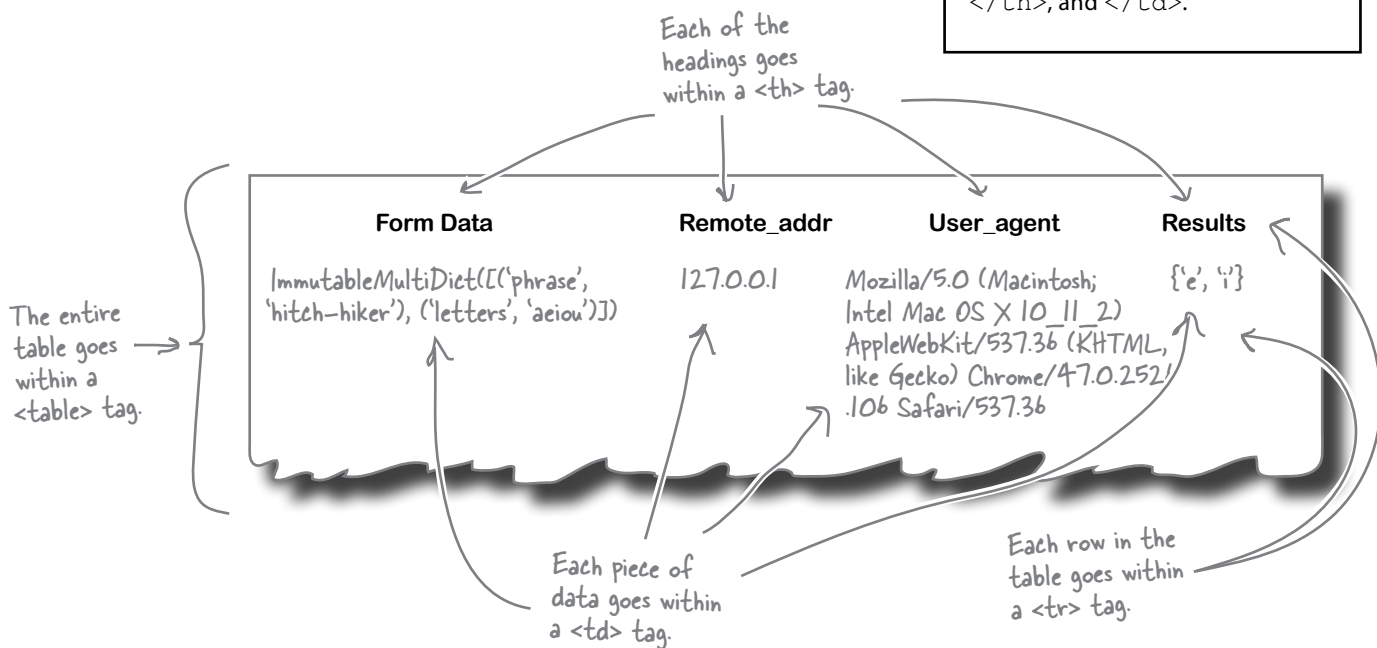 </th>, and </td>.
Each of the
headings goes
within a <th> tag.
Form Data Remote_addr User_agent Results
ImmutableMultiDict([('phrase',
'hitch-hiker'), ('letters', 'aeiou')])
127.0.0.1
Mozilla/5.0 (Macintosh;
Intel Mac OS X 10_11_2)
AppleWebKit/537.36 (KHTML,
like Gecko) Chrome/47.0.2526
.106 Safari/537.36
{'e', 'i'}
The entire
table goes
within a
<table> tag.
Each piece of
data goes within
a <td> tag.
Each row in the
table goes within
a <tr> tag.